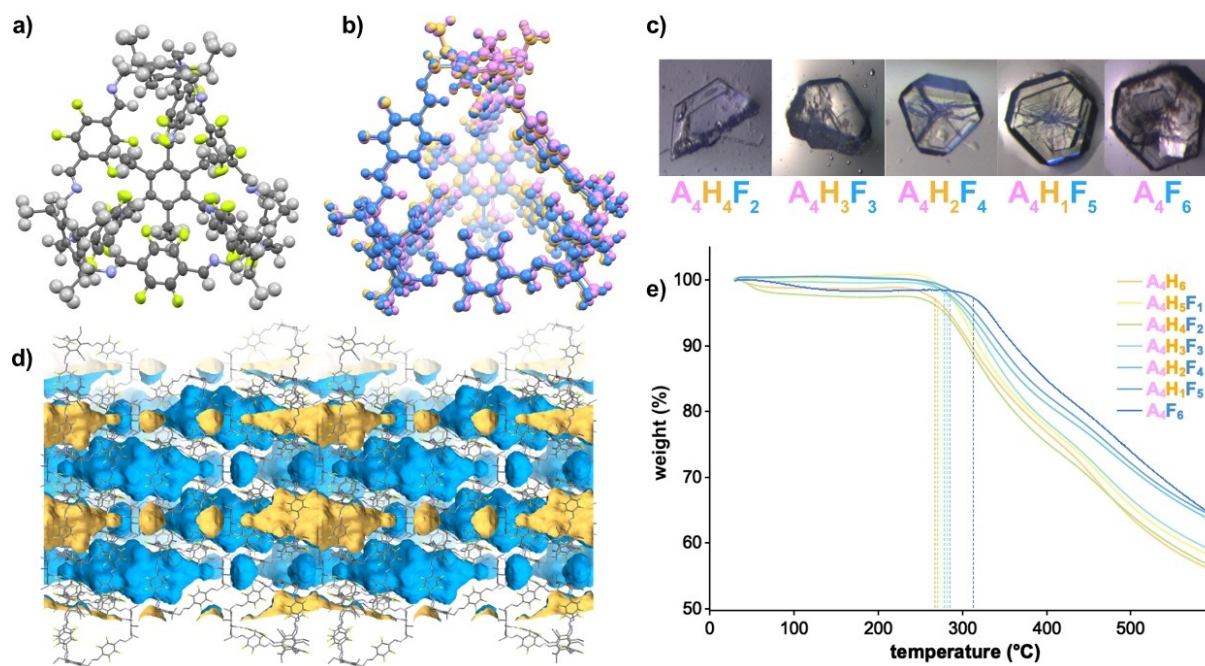 a)
b)
c)
A₄H₄F₂
A₄H₃F₃
A₄H₂F₄
A₄H₁F₅
A₄F₆
d)
e)
100
90
80
70
60
50
weight (%)
100 200 300 400 500
temperature (°C)
A₄H₆
A₄H₅F₁
A₄H₄F₂
A₄H₃F₃
A₄H₂F₄
A₄H₁F₅
A₄F₆